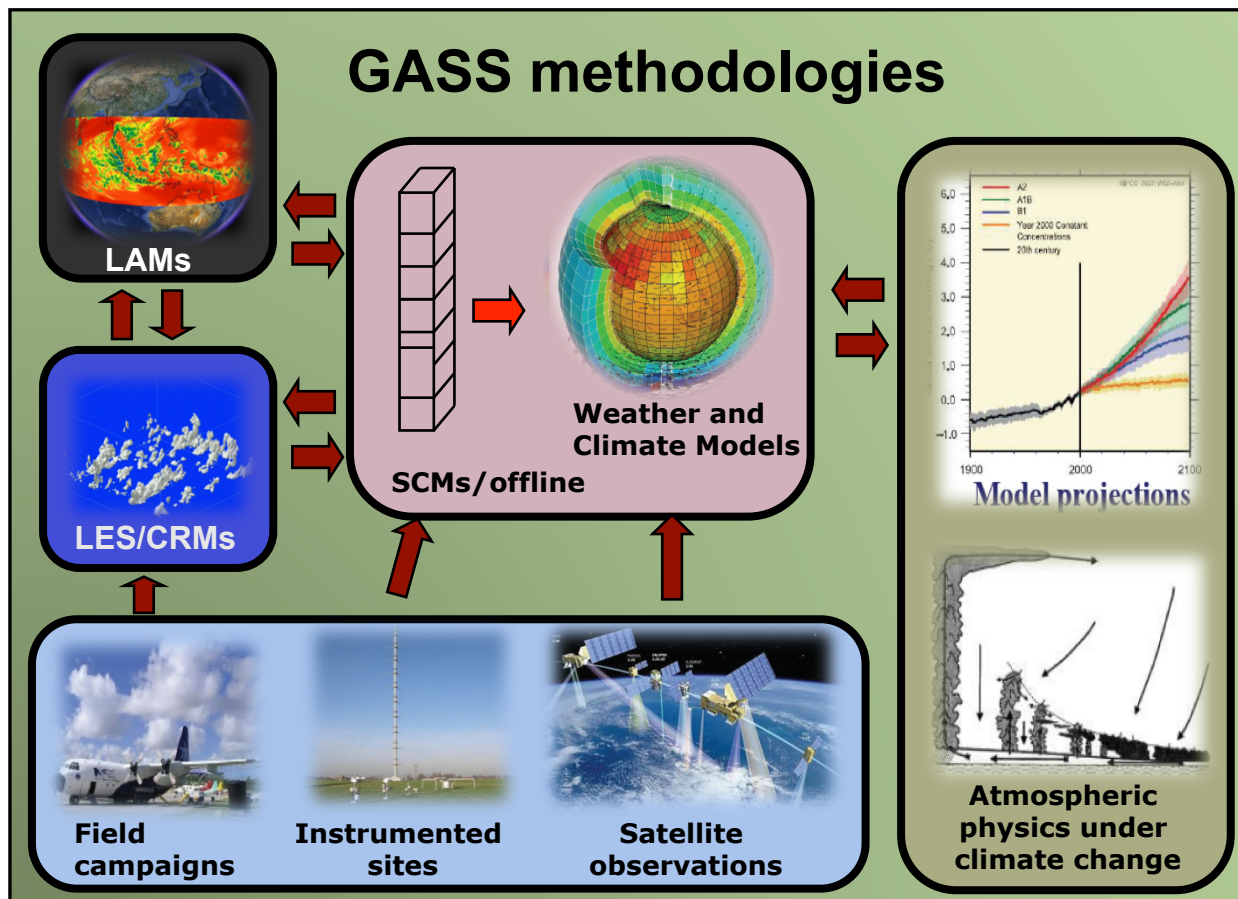 GASS methodologies
LAMs
LES/CRMs
SCMs/offline
Weather and
Climate Models
6.0
5.0
4.0
3.0
2.0
1.0
0.0
−1.0
A2
A1B
B1
Year 2000 Constant
Concentrations
20th century
1900
2000
2100
Model projections
Field
campaigns
Instrumented
sites
Satellite
observations
Atmospheric
physics under
climate change